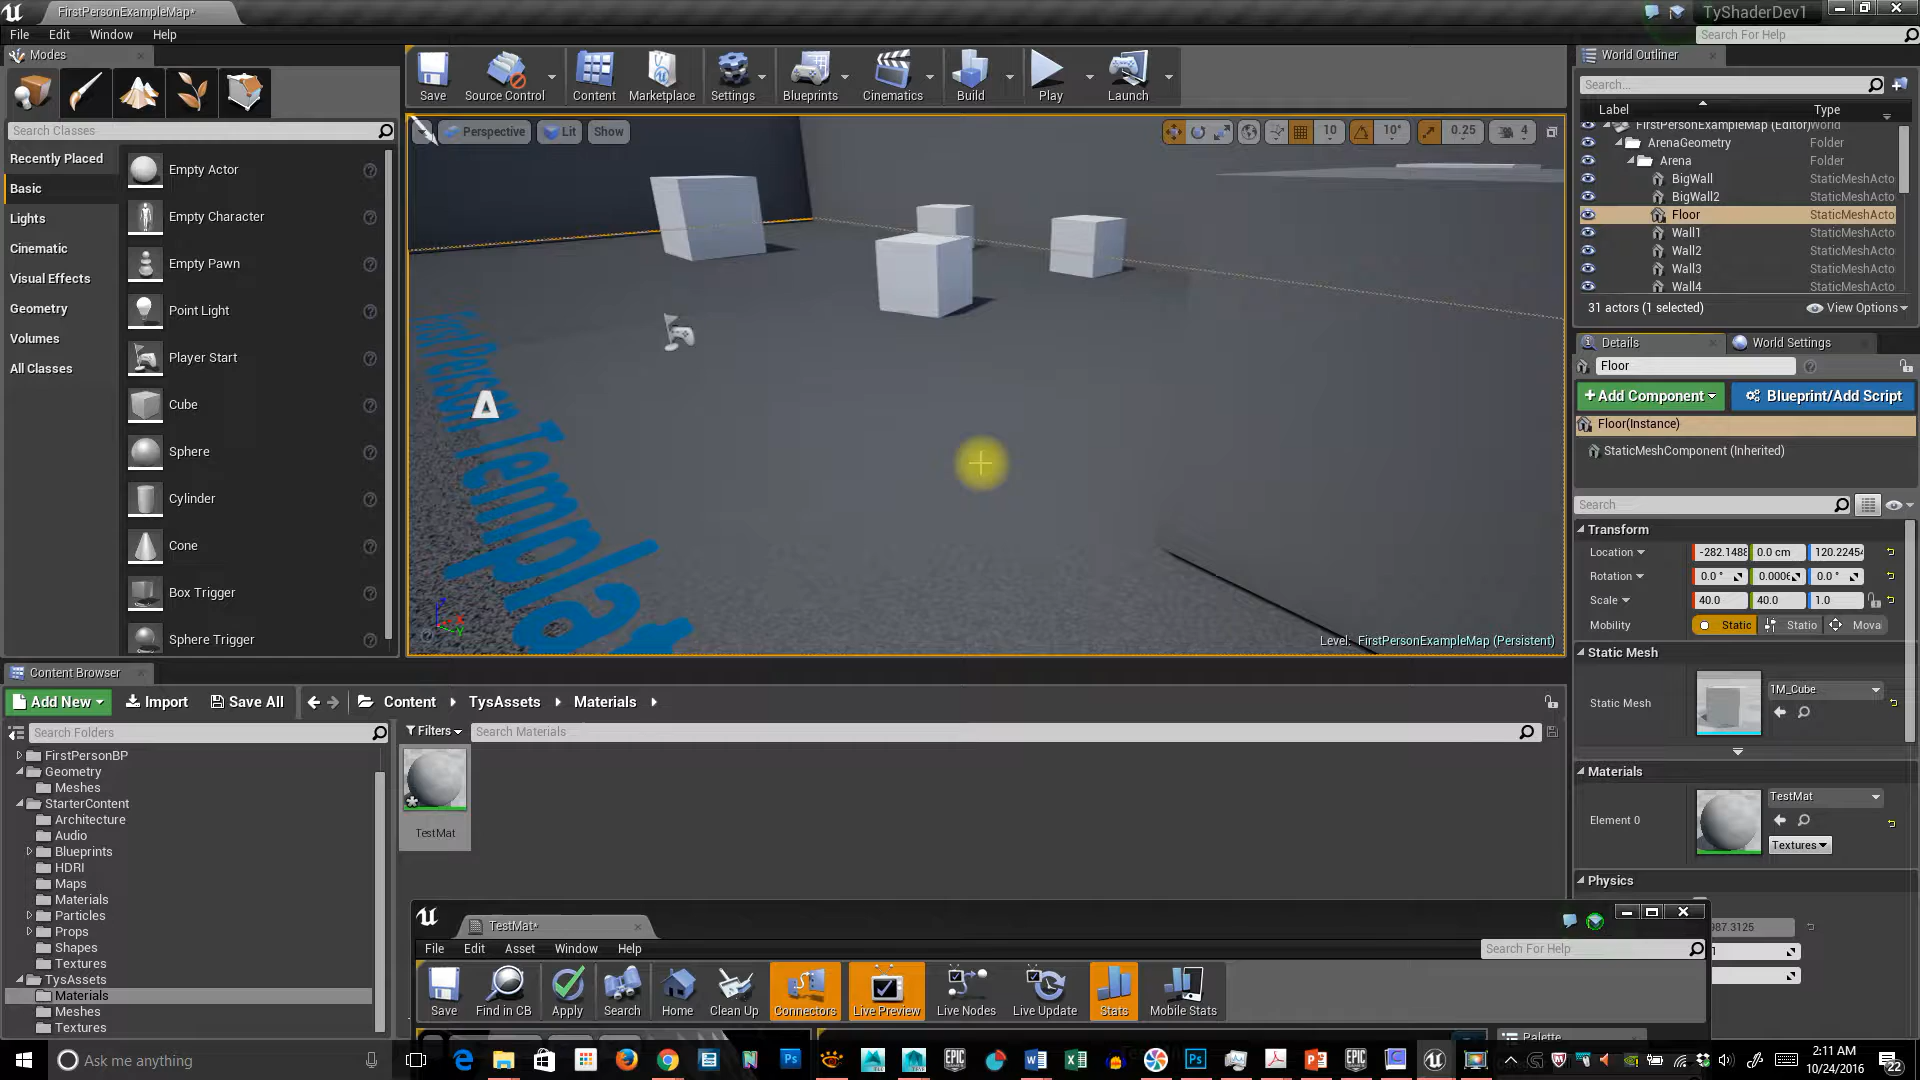 FirstPersonExampleMap*
TyShaderDev1
File Edit Window Help
Search For Help
Modes
Search Classes
Recently Placed
Basic
Lights
Cinematic
Visual Effects
Geometry
Volumes
All Classes
Empty Actor
Empty Character
Empty Pawn
Point Light
Player Start
Cube
Sphere
Cylinder
Cone
Box Trigger
Sphere Trigger
Save
Source Control
Content
Marketplace
Settings
Blueprints
Cinematics
Build
Play
Launch
Perspective
Lit
Show
10
10°
0.25
4
Level: FirstPersonExampleMap (Persistent)
World Outliner
Search...
Label Type
FirstPersonExampleMap (Editor) World
ArenaGeometry Folder
Arena Folder
BigWall StaticMeshActo
BigWall2 StaticMeshActo
Floor StaticMeshActo
Wall1 StaticMeshActo
Wall2 StaticMeshActo
Wall3 StaticMeshActo
Wall4 StaticMeshActo
31 actors (1 selected)
View Options
Details
World Settings
Floor
+Add Component
Blueprint/Add Script
Floor(Instance)
StaticMeshComponent (Inherited)
Search
Transform
Location -282.1488 0.0 cm 120.22454
Rotation 0.0 ° 0.0006 0.0 °
Scale 40.0 40.0 1.0
Mobility Static Statio Mova
Static Mesh
Static Mesh
1M_Cube
Materials
Element 0
TestMat
Textures
Physics
987.3125
Content Browser
Add New
Import
Save All
Content
TysAssets
Materials
Search Folders
Filters
Search Materials
FirstPersonBP
Geometry
Meshes
StarterContent
Architecture
Audio
Blueprints
HDRI
Maps
Materials
Particles
Props
Shapes
Textures
TysAssets
Materials
Meshes
Textures
TestMat
TestMat*
File Edit Asset Window Help
Search For Help
Save
Find in CB
Apply
Search
Home
Clean Up
Connectors
Live Preview
Live Nodes
Live Update
Stats
Mobile Stats
Palette
Ask me anything
2:11 AM
10/24/2016
22